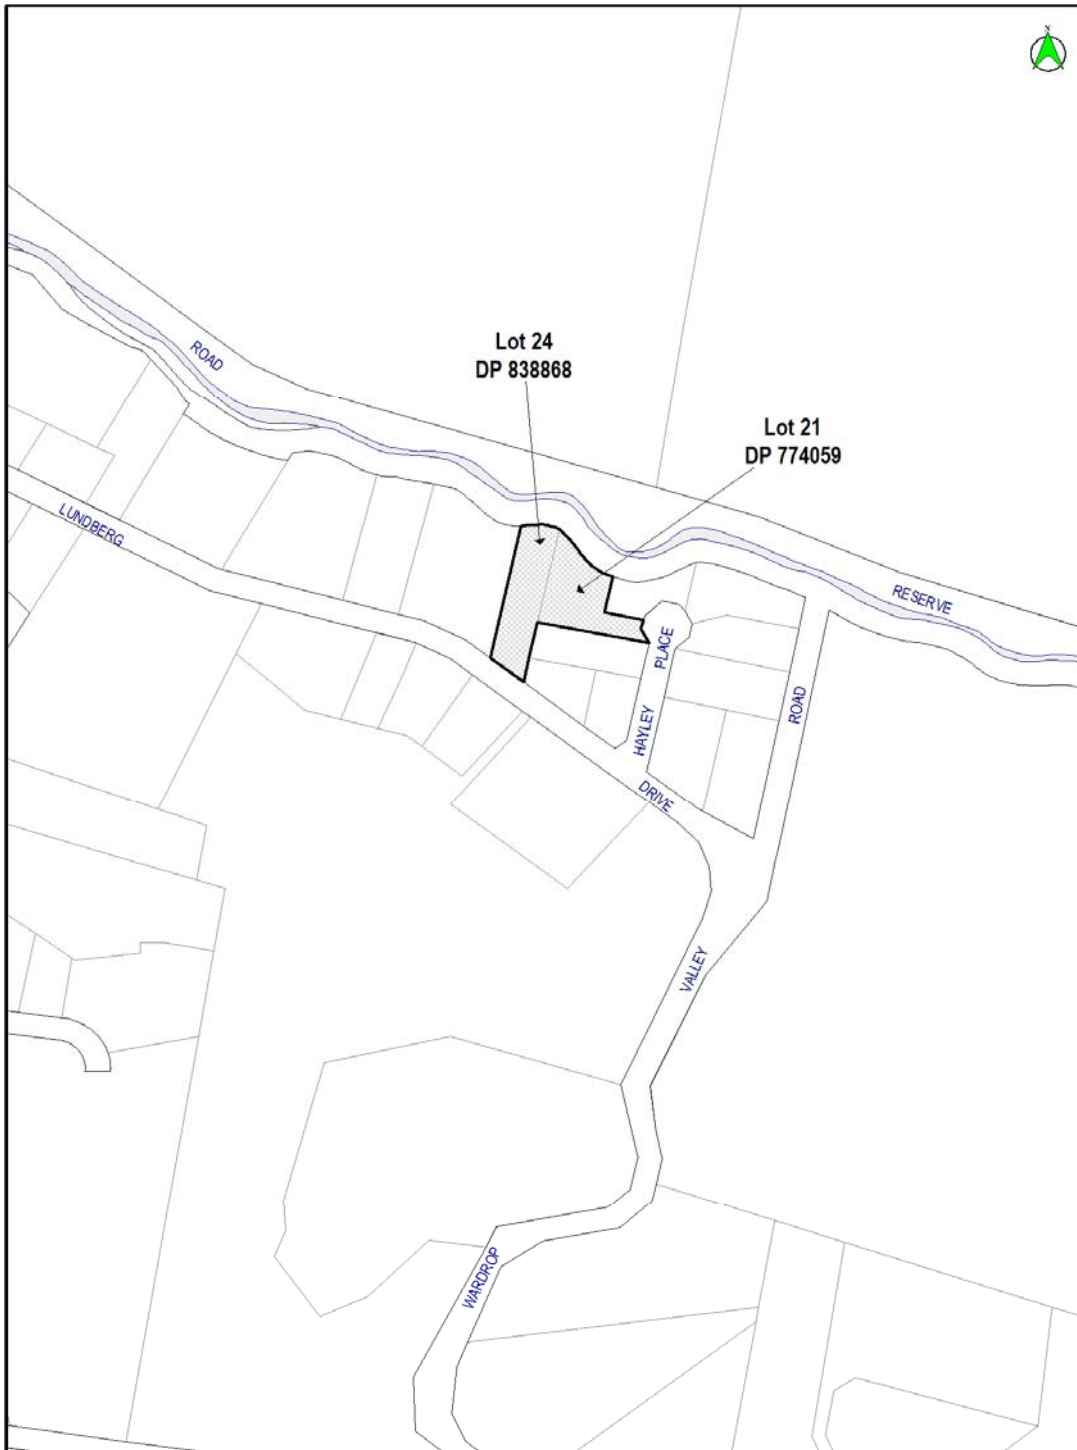 N
Lot 24
DP 838868
ROAD
Lot 21
DP 774059
LUNDBERG
RESERVE
PLACE
HAYLEY
ROAD
DRIVE
VALLEY
WARDROP